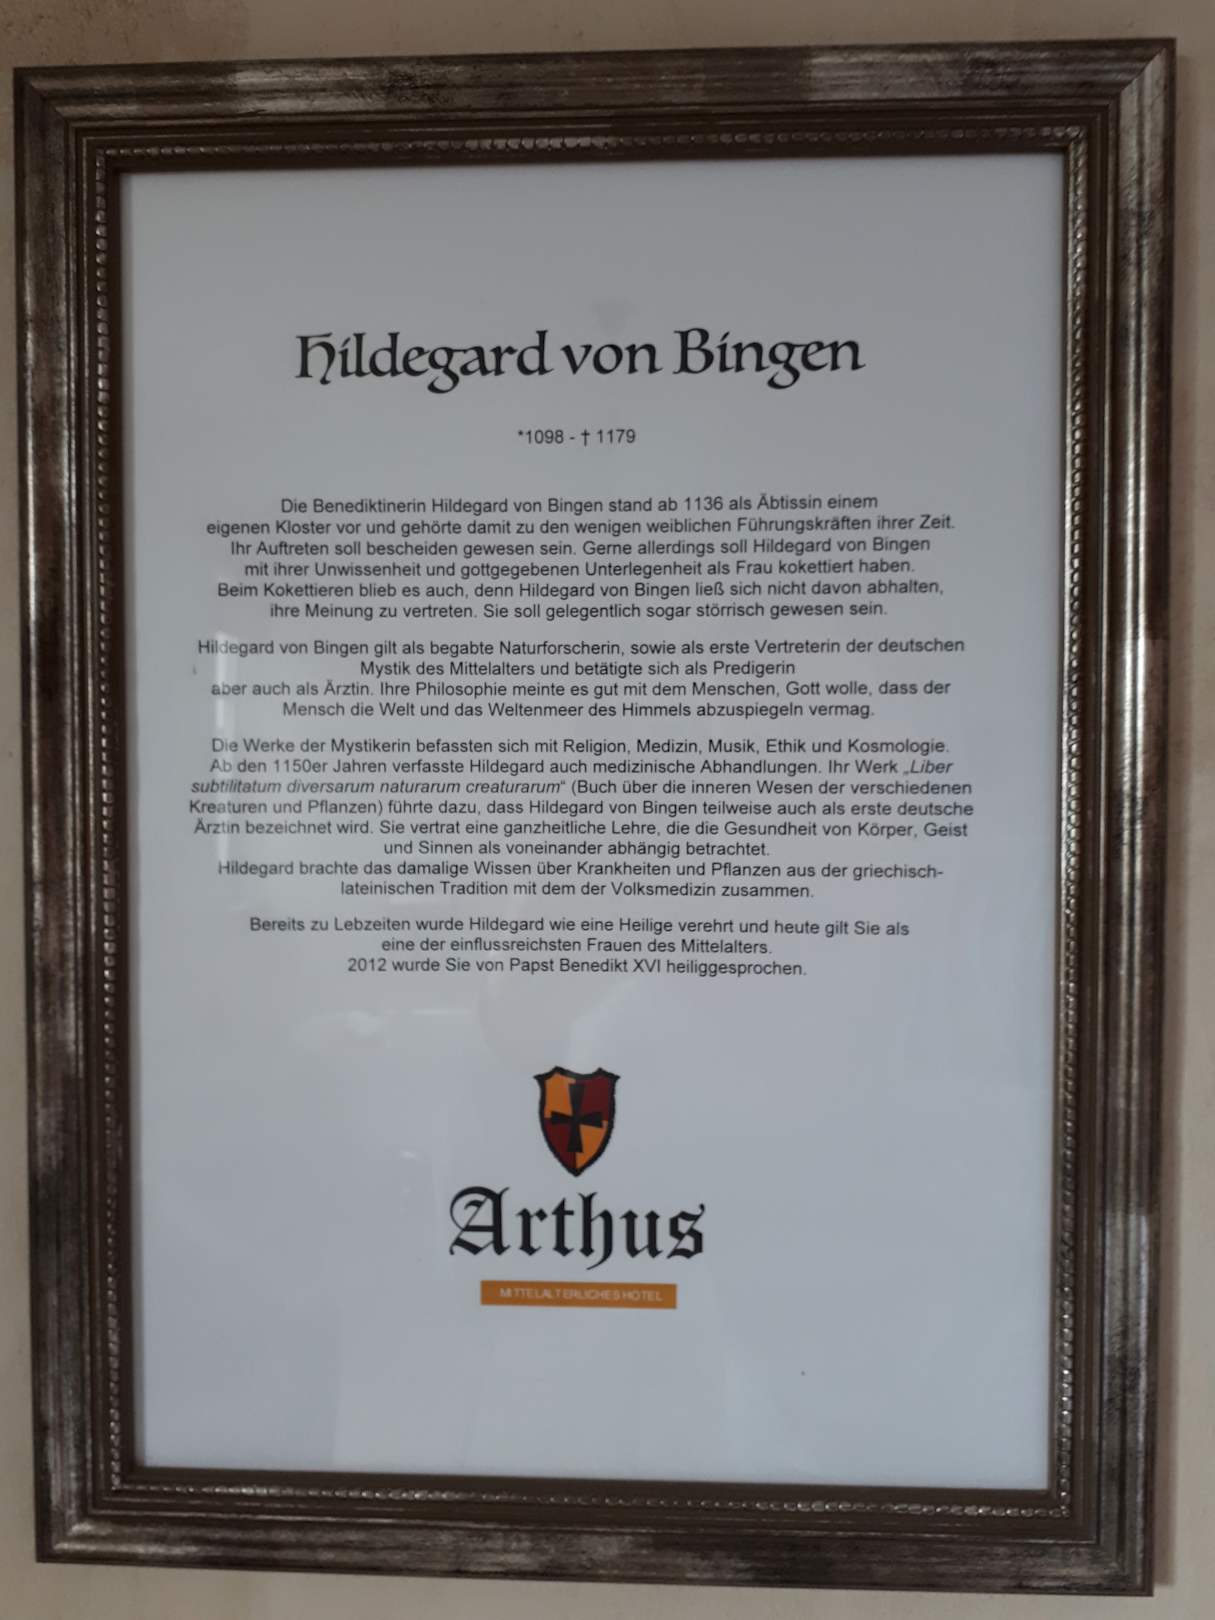 Hildegard von Bingen
*1098 - † 1179
Die Benediktinerin Hildegard von Bingen stand ab 1136 als Äbtissin einem
eigenen Kloster vor und gehörte damit zu den wenigen weiblichen Führungskräften ihrer Zeit.
Ihr Auftreten soll bescheiden gewesen sein. Gerne allerdings soll Hildegard von Bingen
mit ihrer Unwissenheit und gottgegebenen Unterlegenheit als Frau kokettiert haben.
Beim Kokettieren blieb es auch, denn Hildegard von Bingen ließ sich nicht davon abhalten,
ihre Meinung zu vertreten. Sie soll gelegentlich sogar störrisch gewesen sein.
Hildegard von Bingen gilt als begabte Naturforscherin, sowie als erste Vertreterin der deutschen
Mystik des Mittelalters und betätigte sich als Predigerin
aber auch als Ärztin. Ihre Philosophie meinte es gut mit dem Menschen, Gott wolle, dass der
Mensch die Welt und das Weltenmeer des Himmels abzuspiegeln vermag.
Die Werke der Mystikerin befassten sich mit Religion, Medizin, Musik, Ethik und Kosmologie.
Ab den 1150er Jahren verfasste Hildegard auch medizinische Abhandlungen. Ihr Werk „Liber
subtilitatum diversarum naturarum creaturarum“ (Buch über die inneren Wesen der verschiedenen
Kreaturen und Pflanzen) führte dazu, dass Hildegard von Bingen teilweise auch als erste deutsche
Ärztin bezeichnet wird. Sie vertrat eine ganzheitliche Lehre, die die Gesundheit von Körper, Geist
und Sinnen als voneinander abhängig betrachtet.
Hildegard brachte das damalige Wissen über Krankheiten und Pflanzen aus der griechisch-
lateinischen Tradition mit dem der Volksmedizin zusammen.
Bereits zu Lebzeiten wurde Hildegard wie eine Heilige verehrt und heute gilt Sie als
eine der einflussreichsten Frauen des Mittelalters.
2012 wurde Sie von Papst Benedikt XVI heiliggesprochen.
Arthus
MITTELALTERLICHES HOTEL